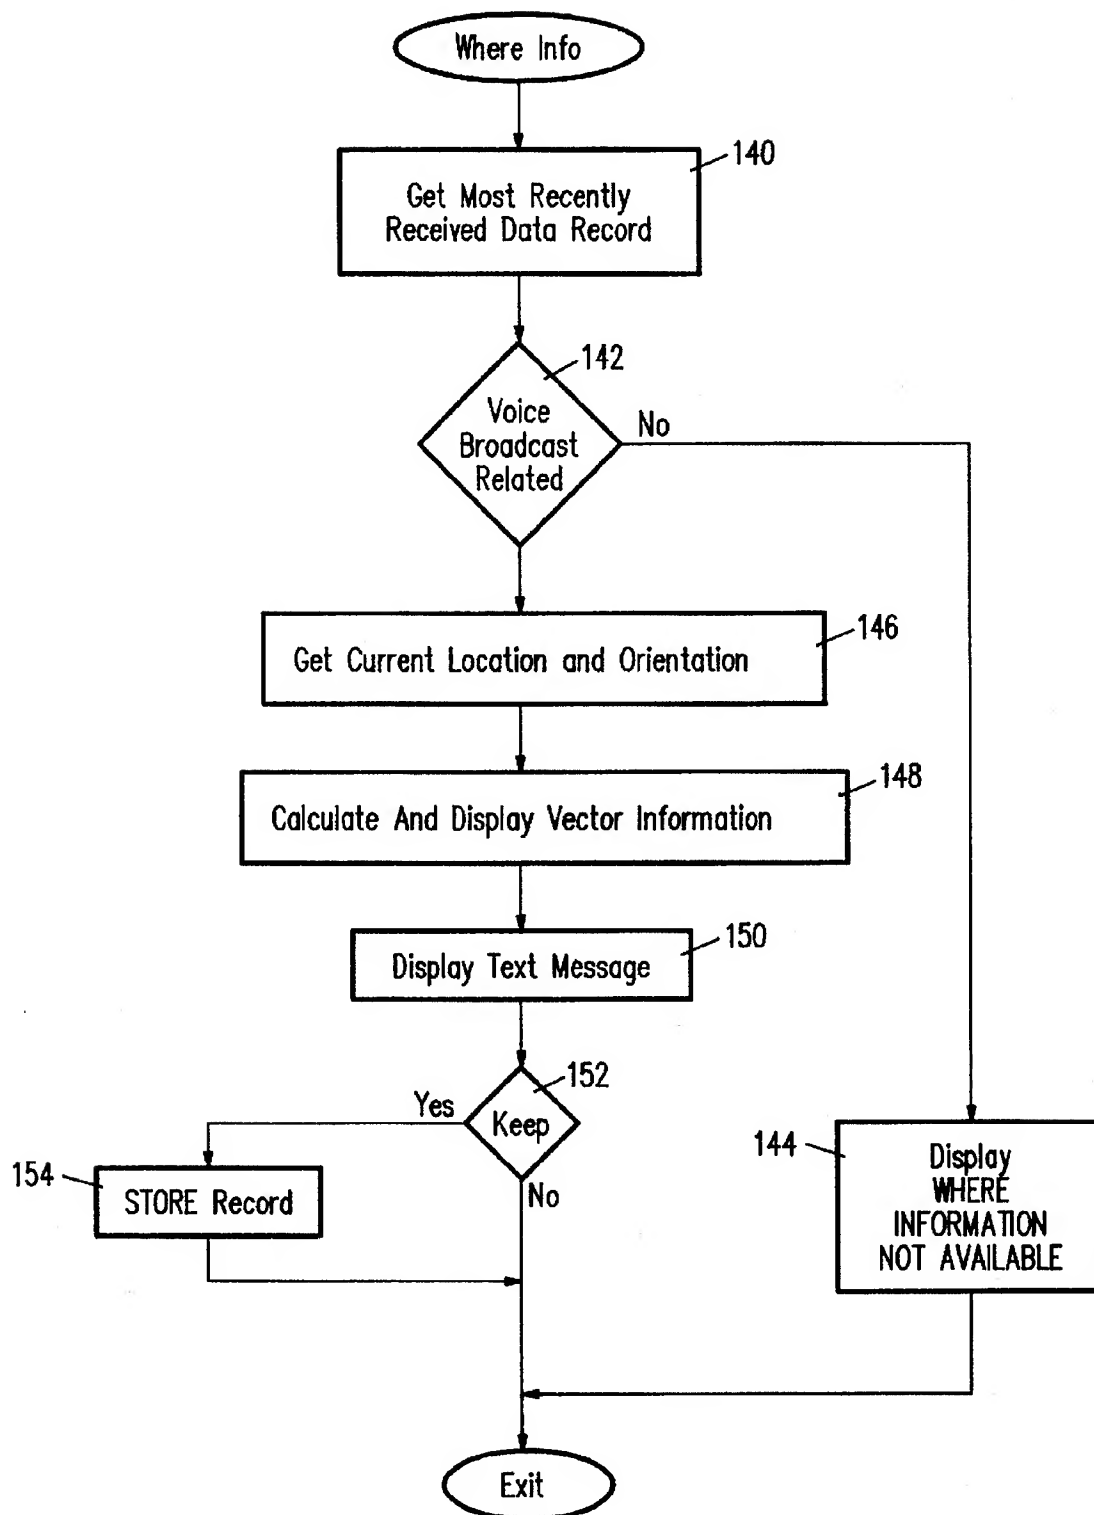 Where Info
140
Get Most Recently
Received Data Record
142
Voice
Broadcast
Related
No
146
Get Current Location and Orientation
148
Calculate And Display Vector Information
150
Display Text Message
152
Keep
Yes
No
154
STORE Record
144
Display
WHERE
INFORMATION
NOT AVAILABLE
Exit